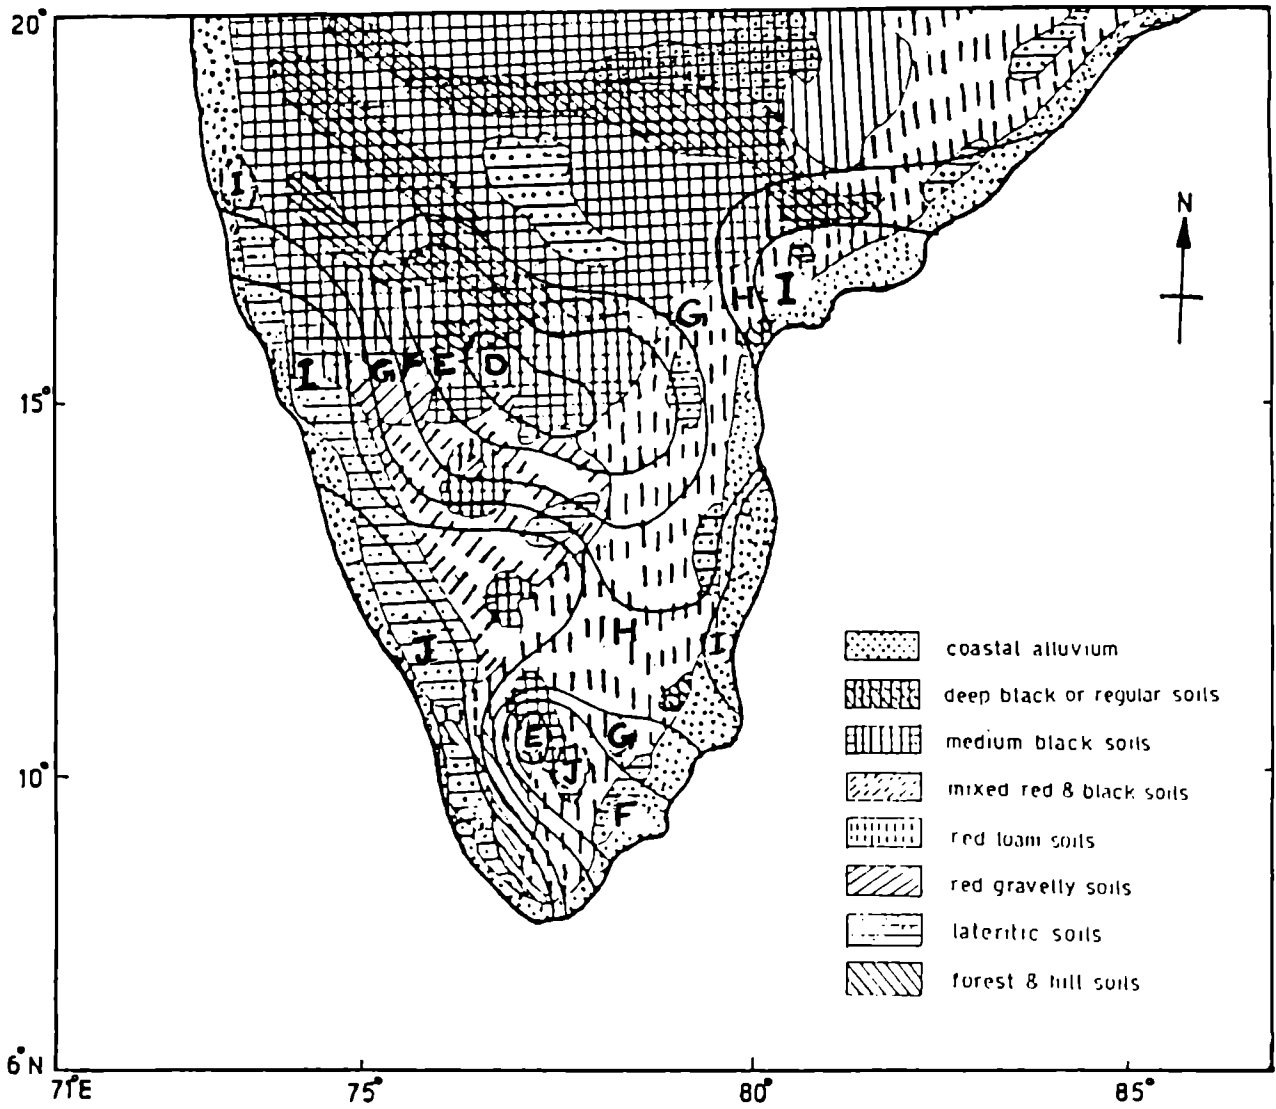 20°
N
I
G
H
I
I
G
F
E
D
15°
H
J
I
coastal alluvium
deep black or regular soils
E
G
medium black soils
10°
J
mixed red & black soils
F
red loam soils
red gravelly soils
lateritic soils
forest & hill soils
6°N
71°E
75°
80°
85°